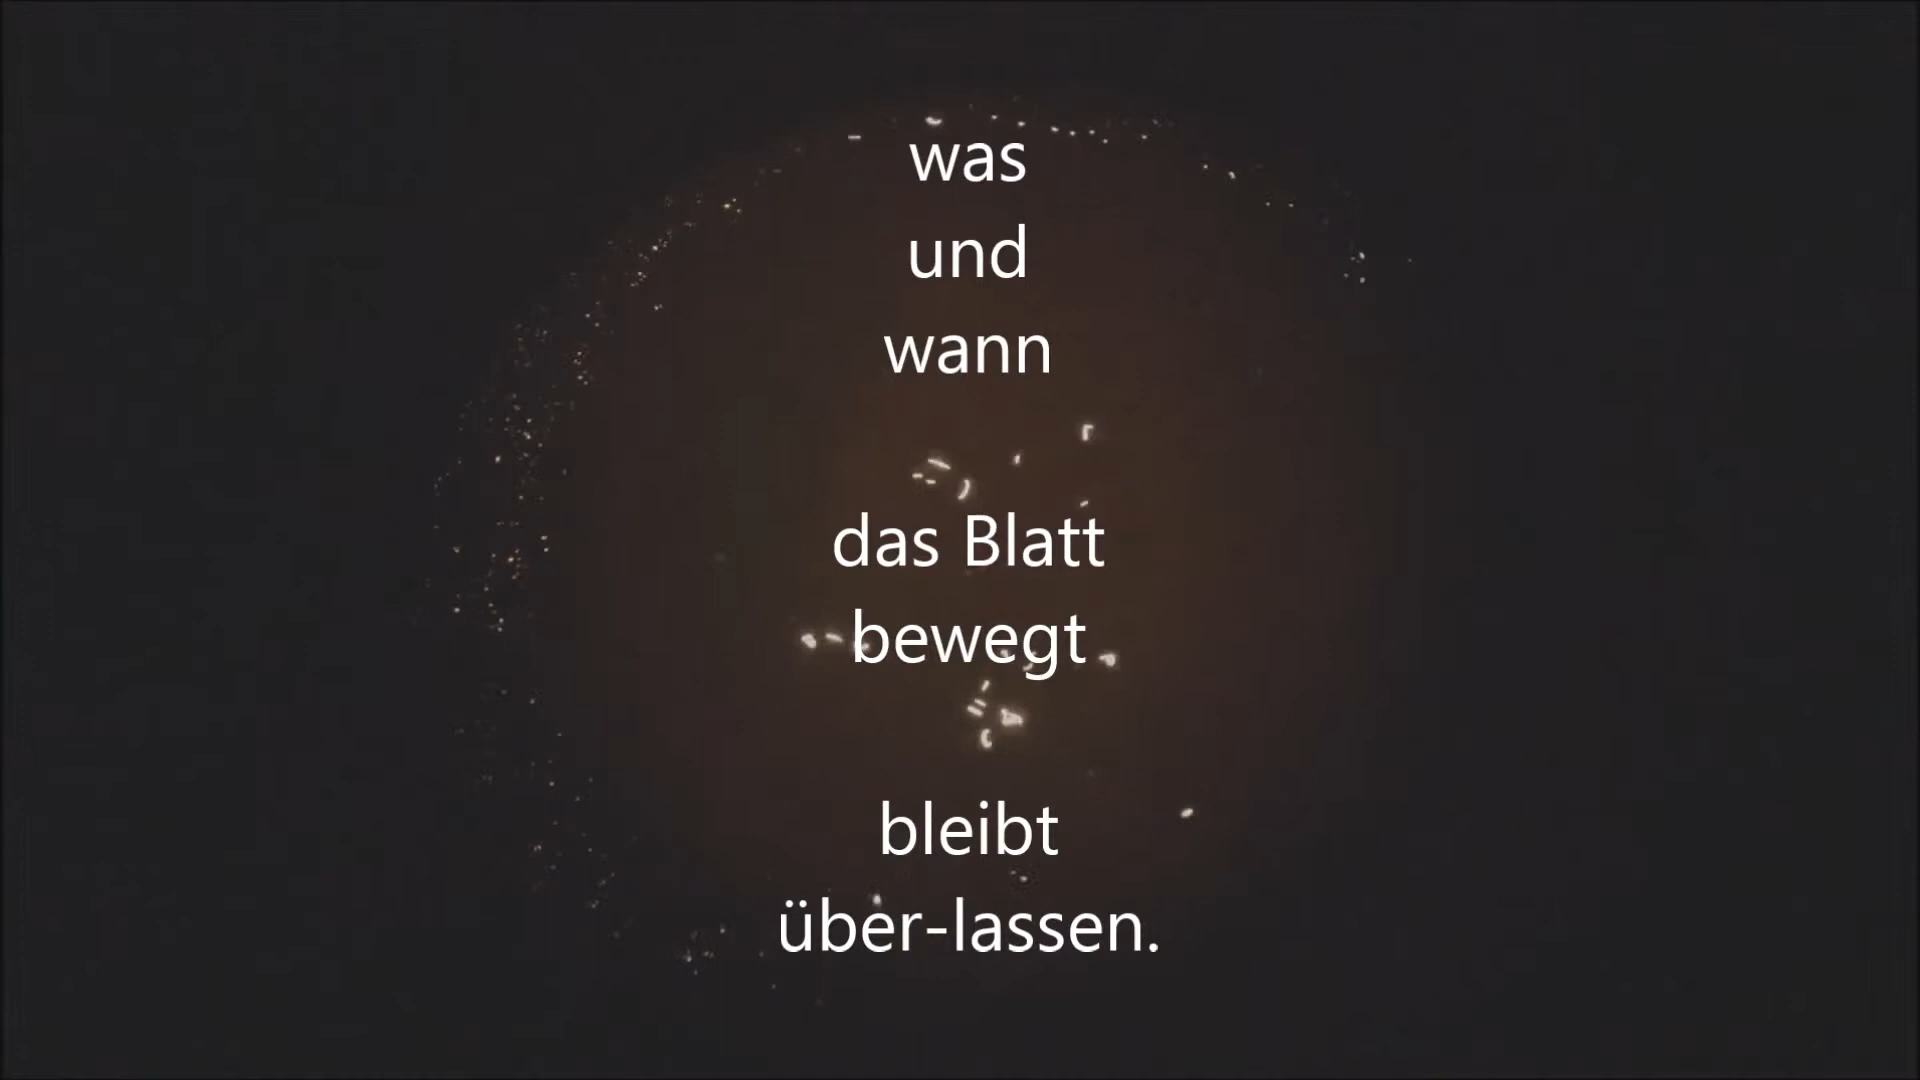 was
und
wann
das Blatt
bewegt
bleibt
über-lassen.